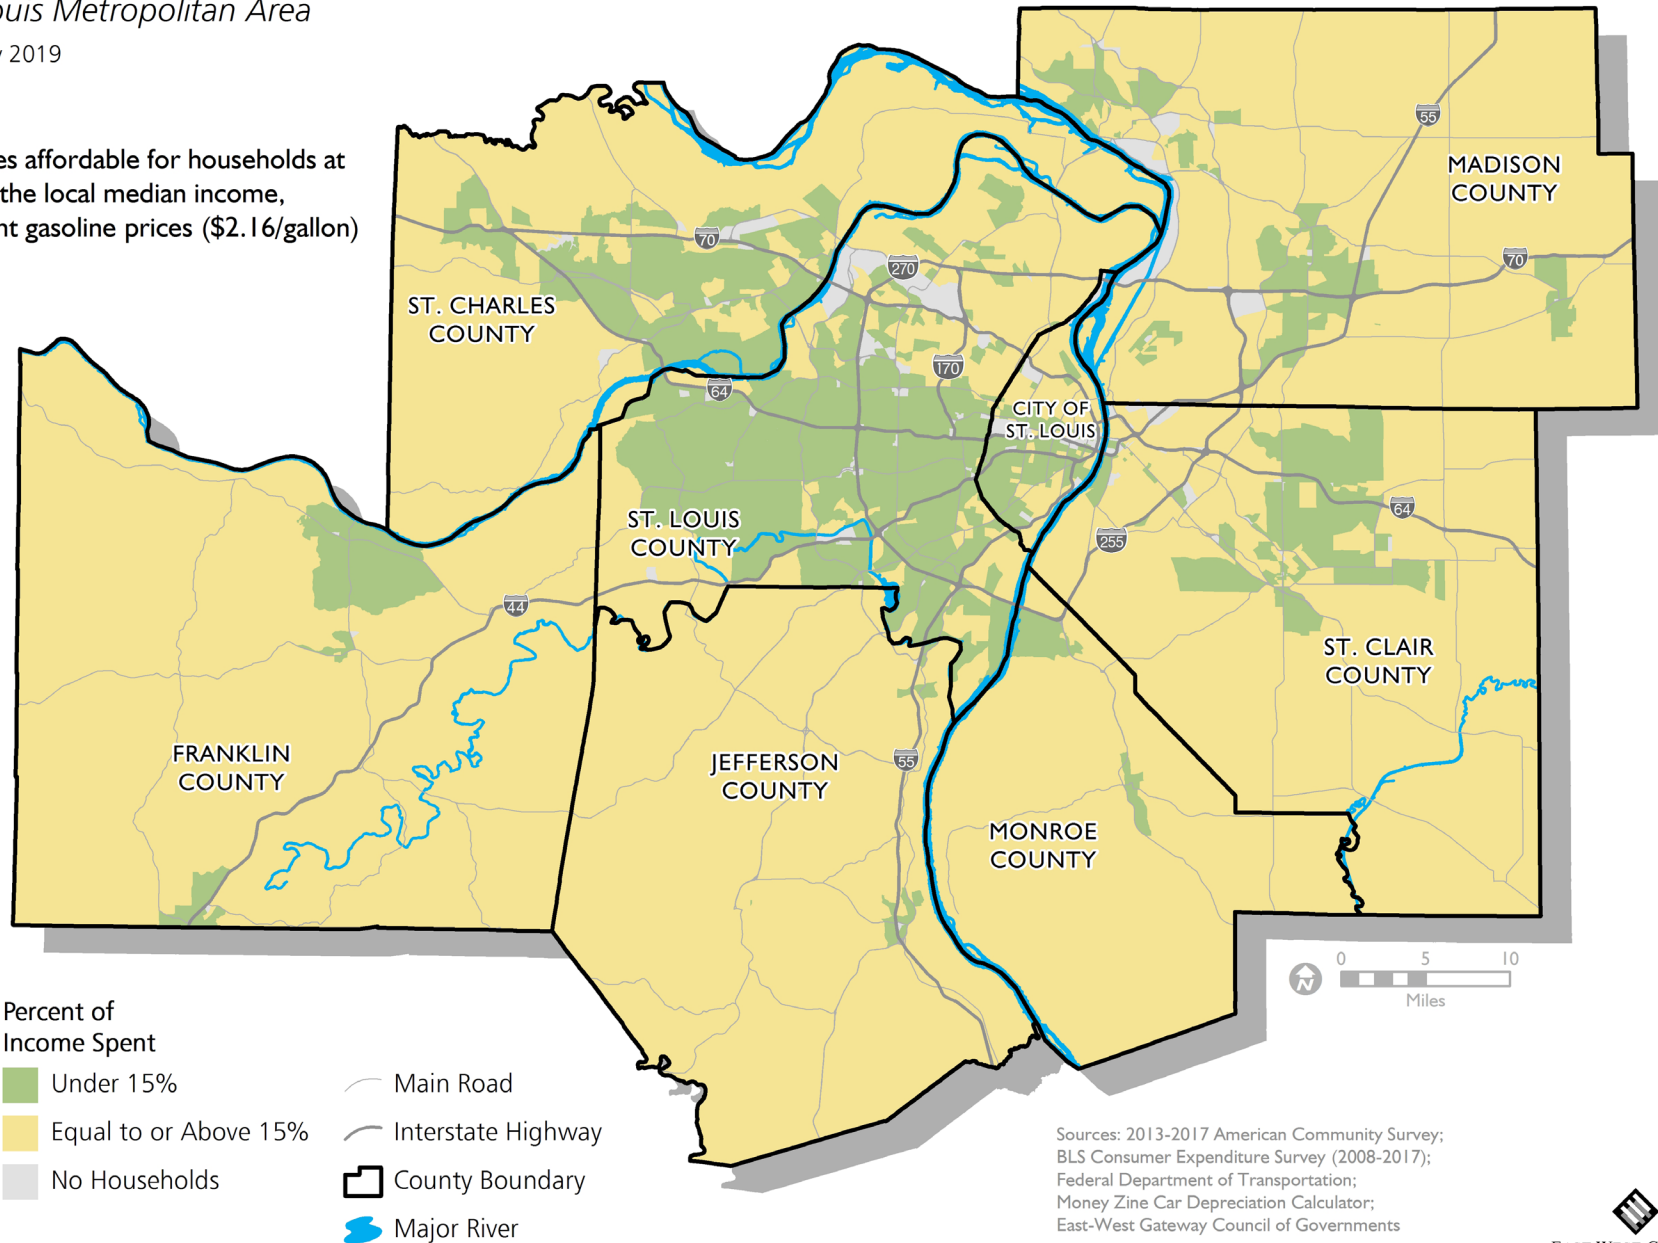 Metropolitan Area
2019
affordable for households at
the local median income,
gasoline prices ($2.16/gallon)
55
MADISON
COUNTY
70
70
270
ST. CHARLES
COUNTY
170
64
CITY OF
ST. LOUIS
ST. LOUIS
COUNTY
64
255
44
ST. CLAIR
COUNTY
FRANKLIN
COUNTY
JEFFERSON
COUNTY
55
MONROE
COUNTY
0 5 10
Miles
N
Percent of
Income Spent
Under 15%
Equal to or Above 15%
No Households
Main Road
Interstate Highway
County Boundary
Major River
Sources: 2013-2017 American Community Survey;
BLS Consumer Expenditure Survey (2008-2017);
Federal Department of Transportation;
Money Zine Car Depreciation Calculator;
East-West Gateway Council of Governments